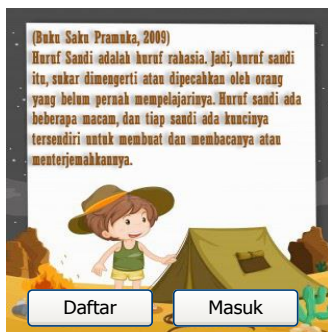 (Buku Saku Pramuka, 2009)
Huruf Sandi adalah huruf rahasia. Jadi, huruf sandi
itu, sukar dimengerti atau dipecahkan oleh orang
yang belum pernah mempelajarinya. Huruf sandi ada
beberapa macam, dan tiap sandi ada kuncinya
tersendiri untuk membuat dan membacanya atau
menterjemahkannya.
Daftar
Masuk